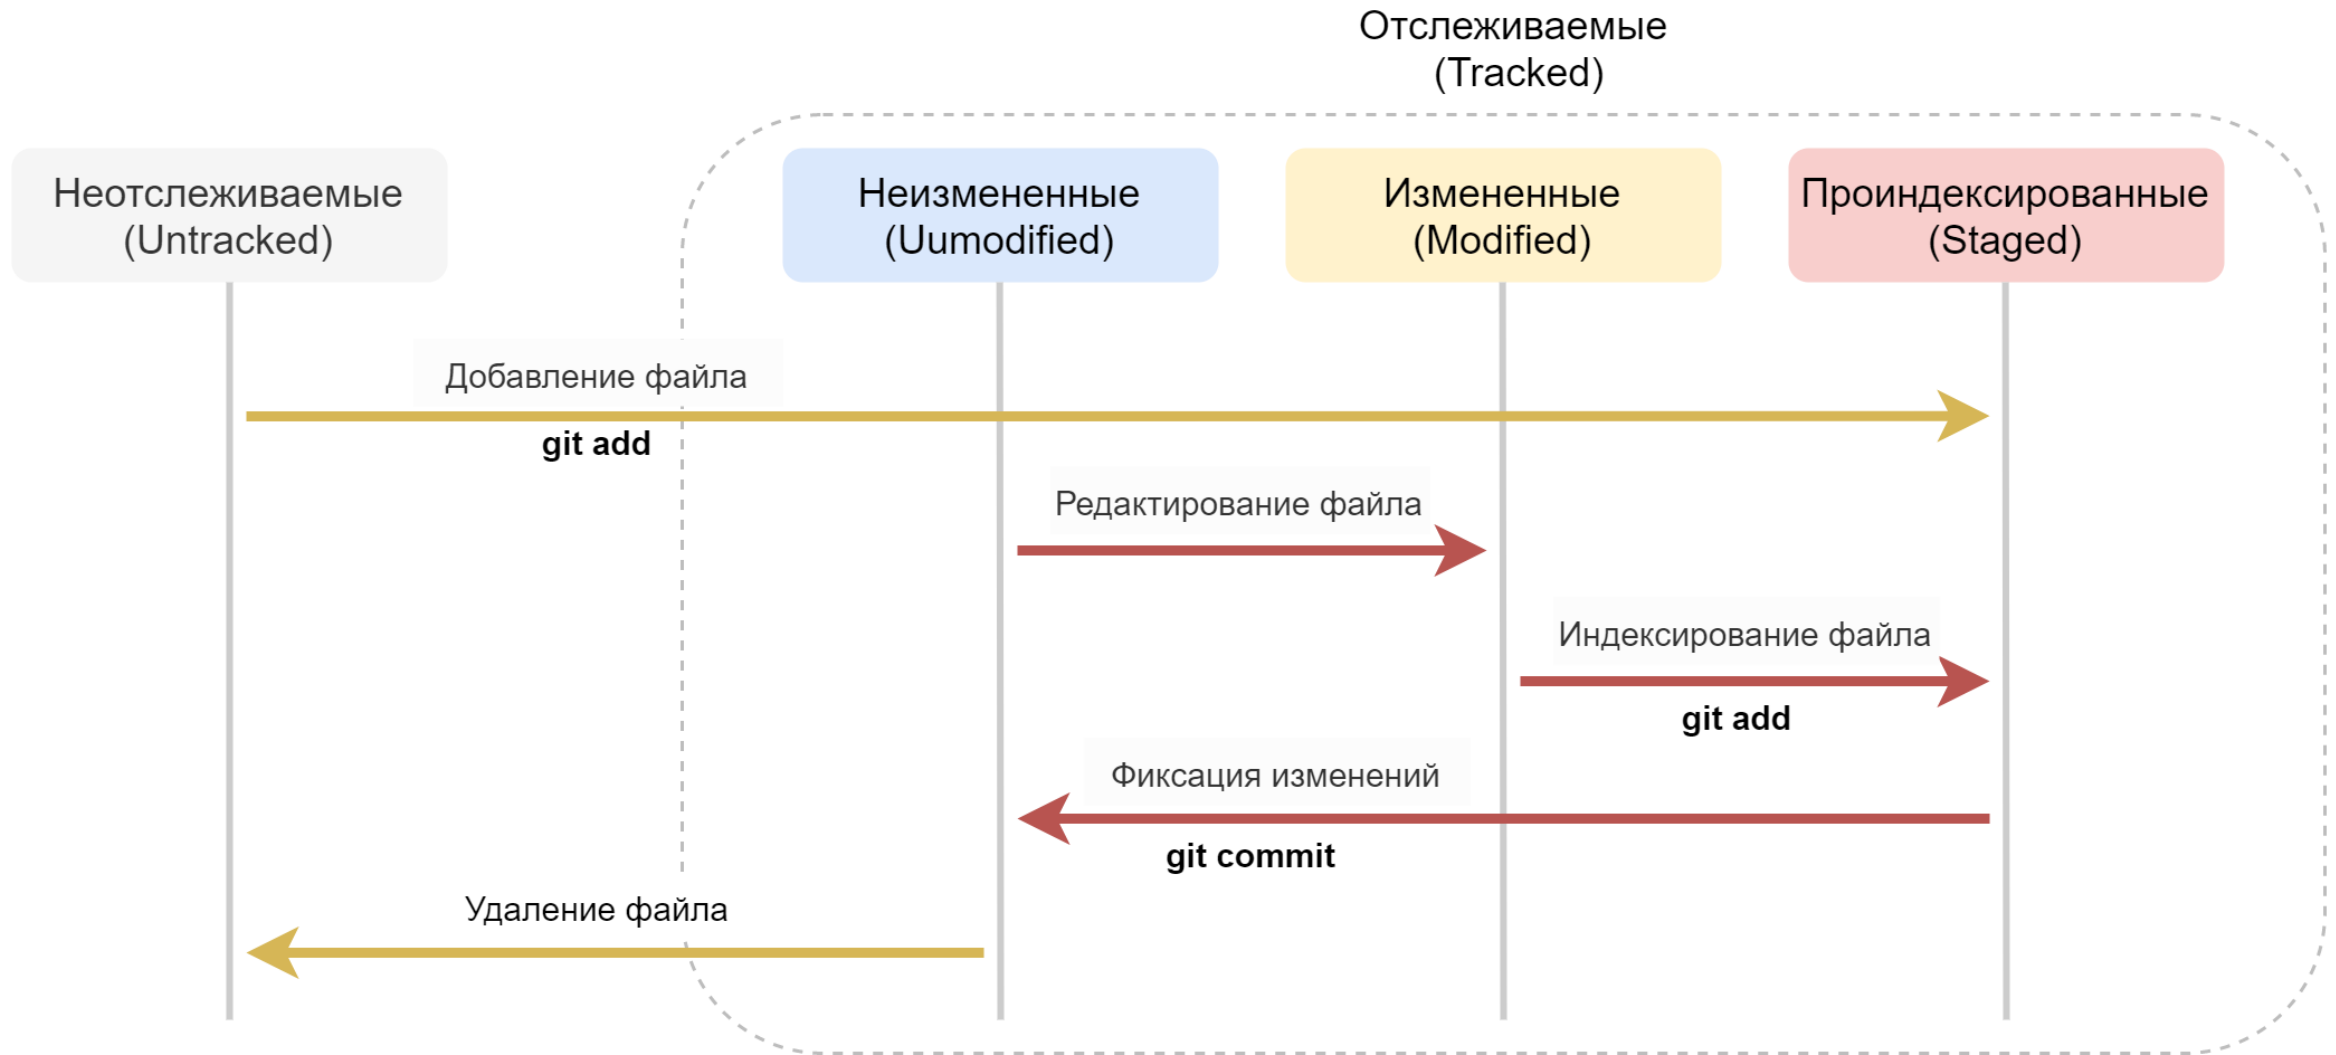 Отслеживаемые
(Tracked)
Неотслеживаемые
(Untracked)
Неизмененные
(Uumodified)
Измененные
(Modified)
Проиндексированные
(Staged)
Добавление файла
git add
Редактирование файла
Индексирование файла
git add
Фиксация изменений
git commit
Удаление файла